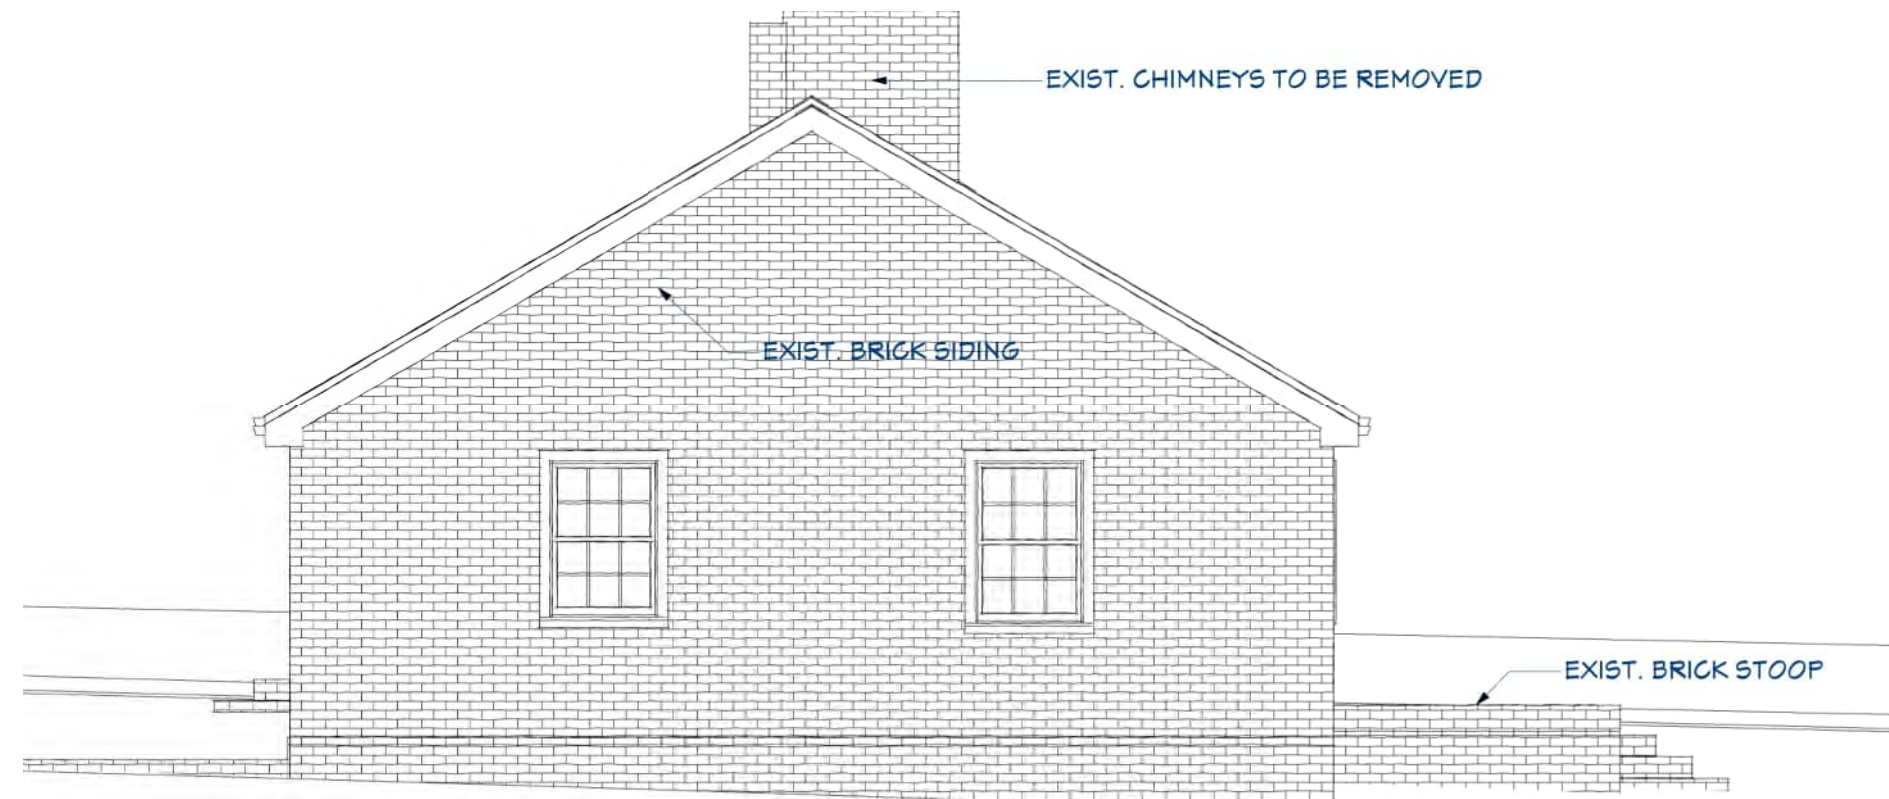 EXIST. CHIMNEYS TO BE REMOVED
EXIST. BRICK SIDING
EXIST. BRICK STOOP